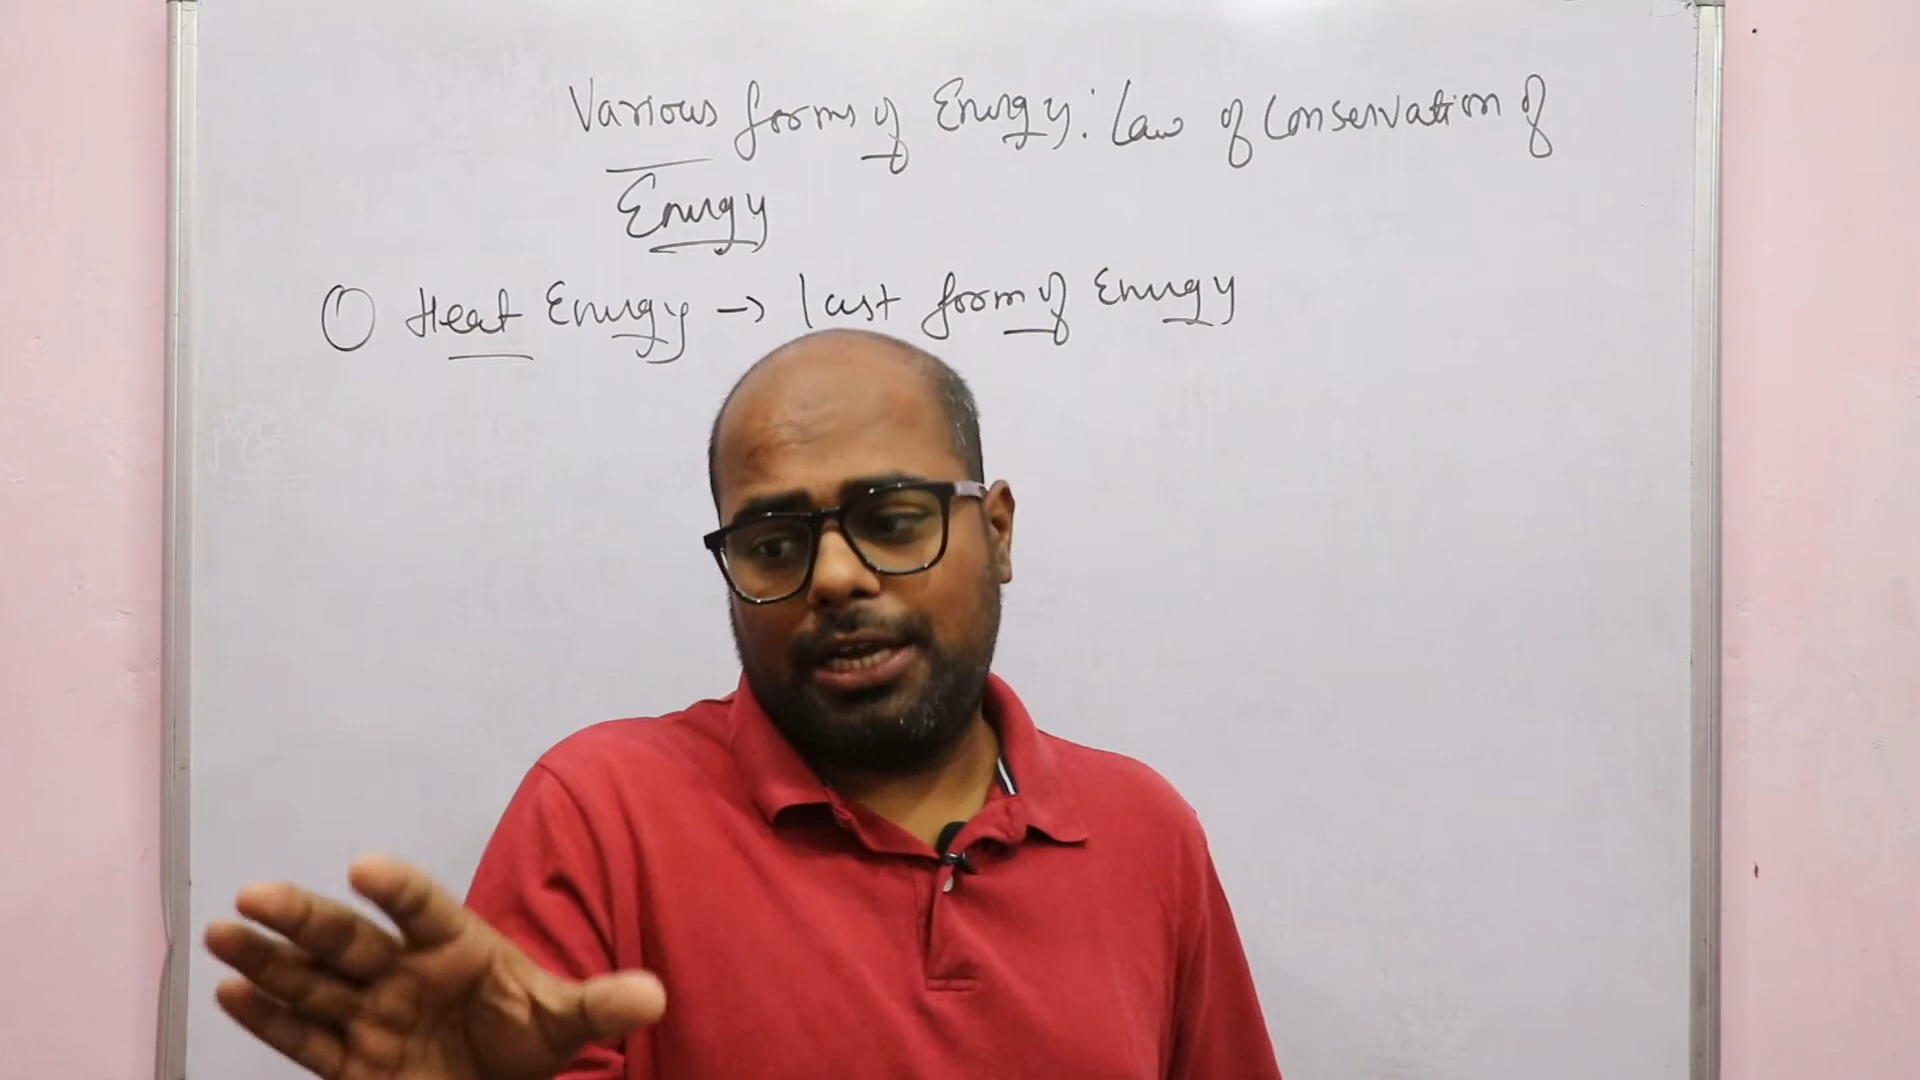 Various forms of Energy: Law of Conservation of
Energy
① Heat Energy → last form of Energy